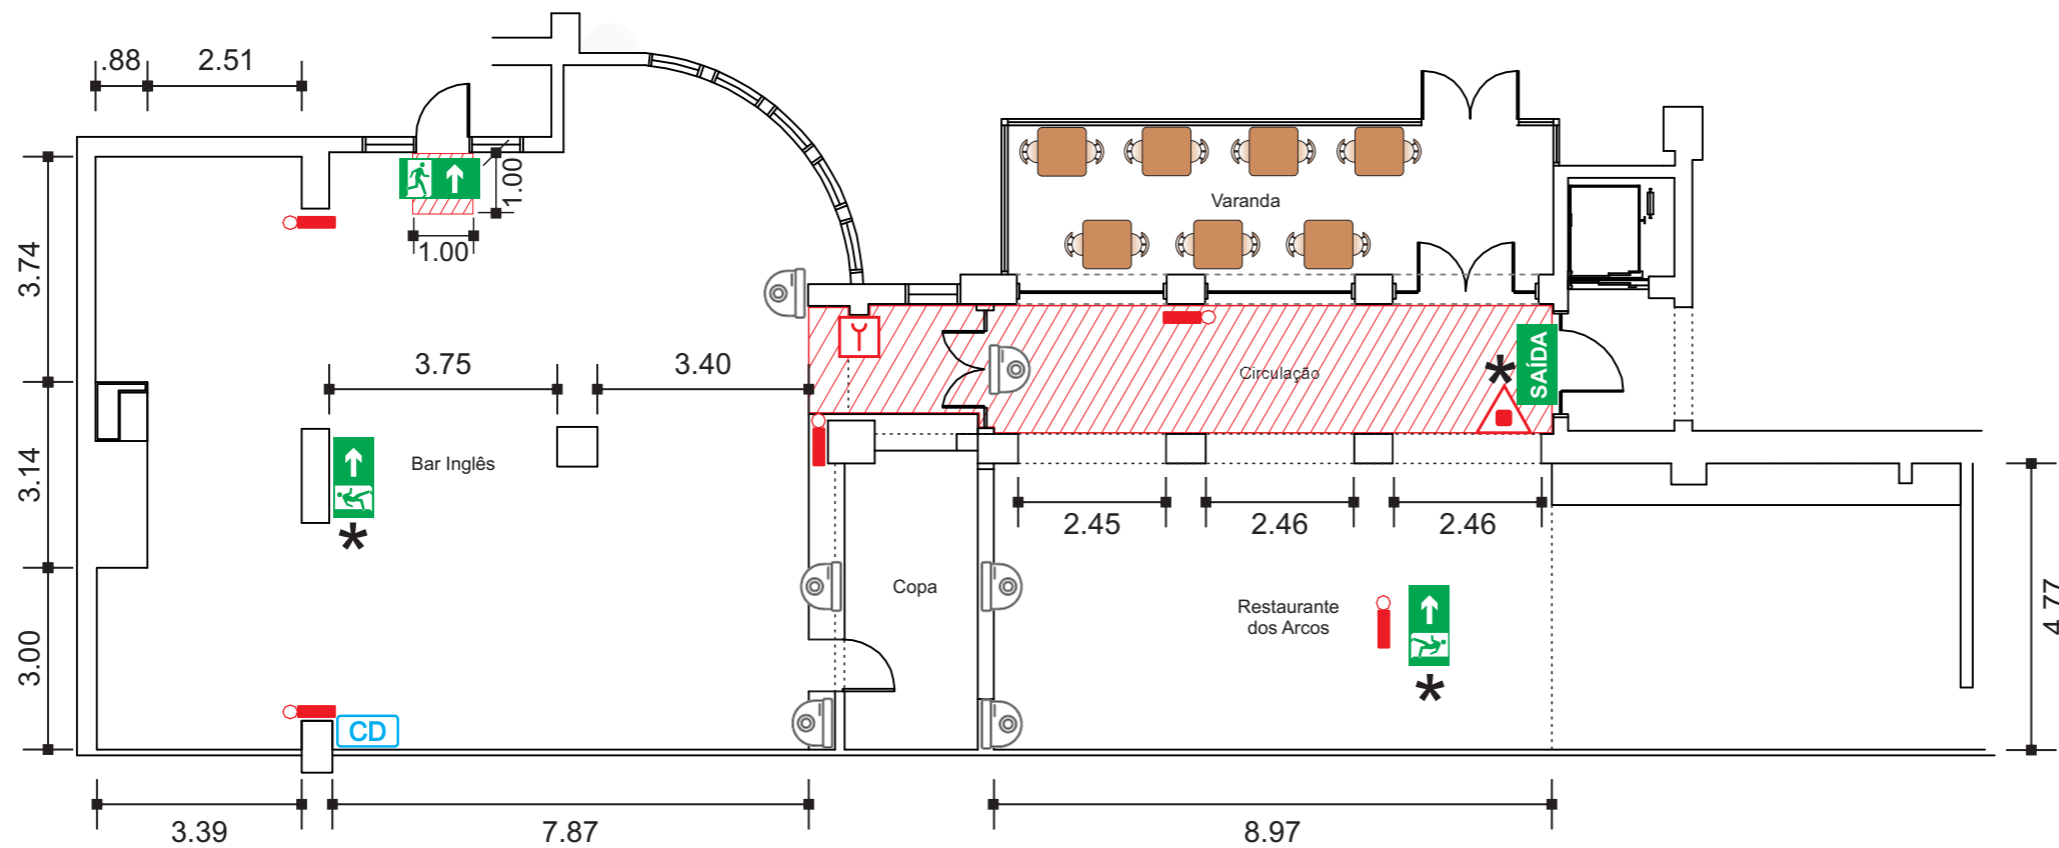 .88
2.51
1.00
1.00
Varanda
3.74
3.75
3.40
Circulação
SAÍDA
*
3.14
Bar Inglês
*
2.45
2.46
2.46
Copa
Restaurante
dos Arcos
*
4.77
3.00
CD
3.39
7.87
8.97